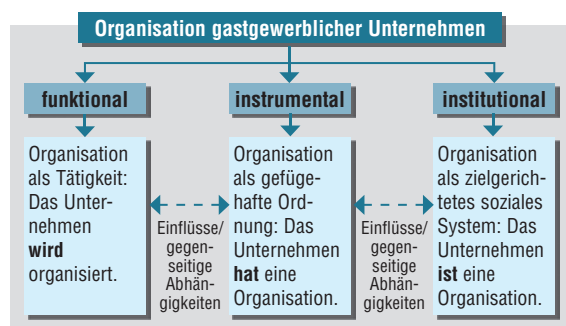 Organisation gastgewerblicher Unternehmen
funktional
instrumental
institutional
Organisation
als Tätigkeit:
Das Unter-
nehmen
wird
organisiert.
Einflüsse/
gegen-
seitige
Abhän-
gigkeiten
Organisation
als gefüge-
hafte Ord-
nung: Das
Unternehmen
hat eine
Organisation.
Einflüsse/
gegen-
seitige
Abhän-
gigkeiten
Organisation
als zielgerich-
tetes soziales
System: Das
Unternehmen
ist eine
Organisation.